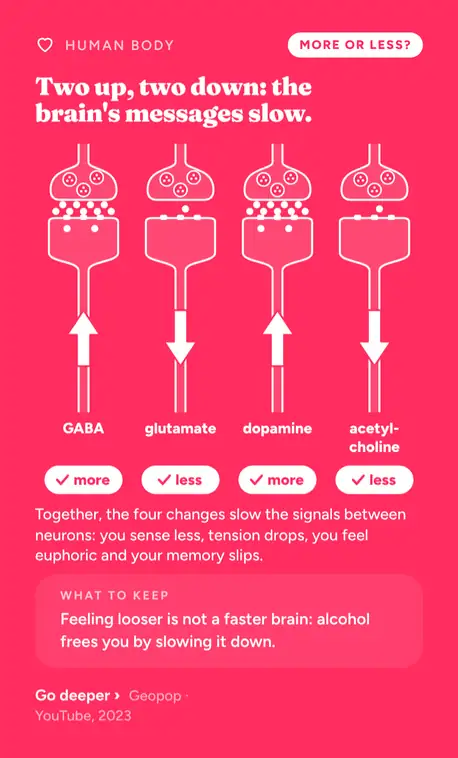 HUMAN BODY
MORE OR LESS?
Two up, two down: the
brain's messages slow.
GABA
glutamate
dopamine
acetyl-
choline
more
less
more
less
Together, the four changes slow the signals between
neurons: you sense less, tension drops, you feel
euphoric and your memory slips.
WHAT TO KEEP
Feeling looser is not a faster brain: alcohol
frees you by slowing it down.
Go deeper › Geopop ·
YouTube, 2023